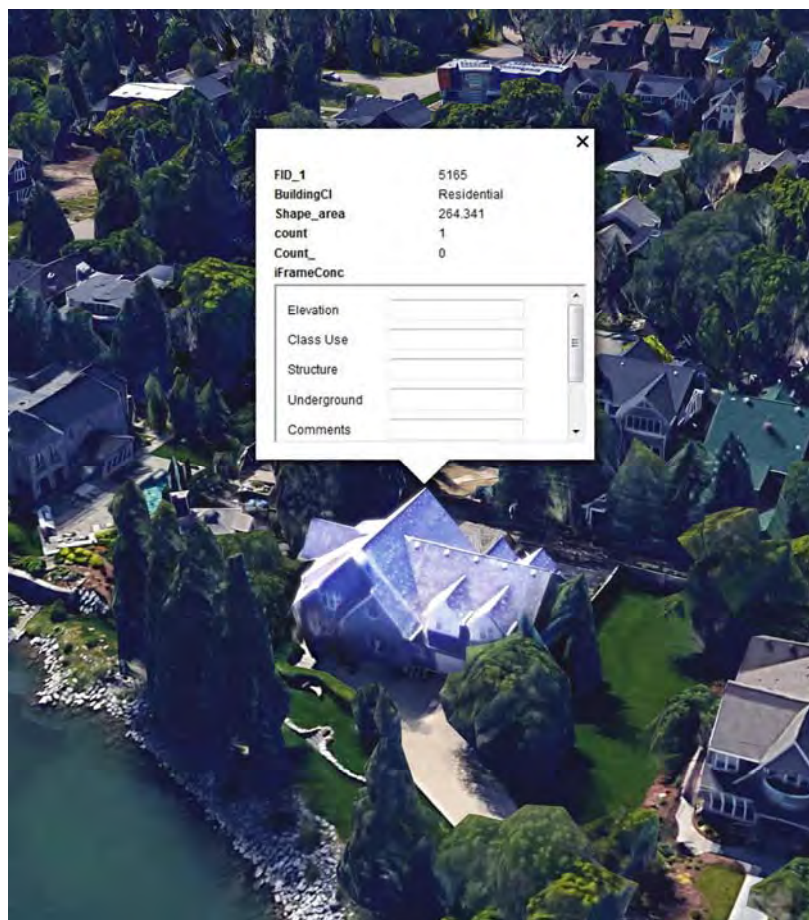 FID_1 5165
BuildingCl Residential
Shape_area 264.341
count 1
Count_ 0
iFrameConc
Elevation
Class Use
Structure
Underground
Comments